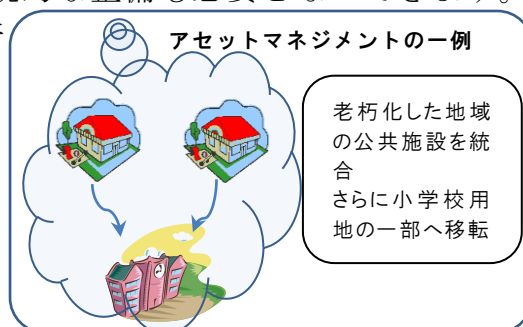 アセットマネジメントの一例
老朽化した地域
の公共施設を統
合
さらに小学校用
地の一部へ移転